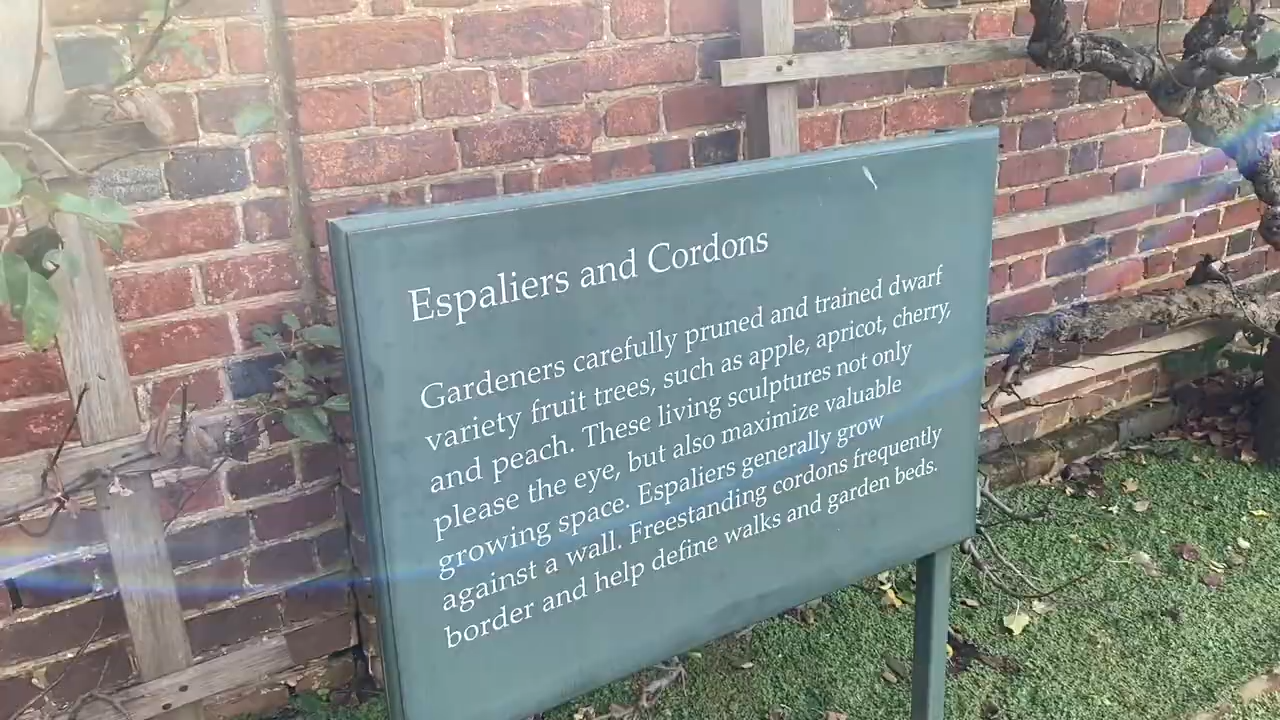 Espaliers and Cordons
Gardeners carefully pruned and trained dwarf
variety fruit trees, such as apple, apricot, cherry,
and peach. These living sculptures not only
please the eye, but also maximize valuable
growing space. Espaliers generally grow
against a wall. Freestanding cordons frequently
border and help define walks and garden beds.